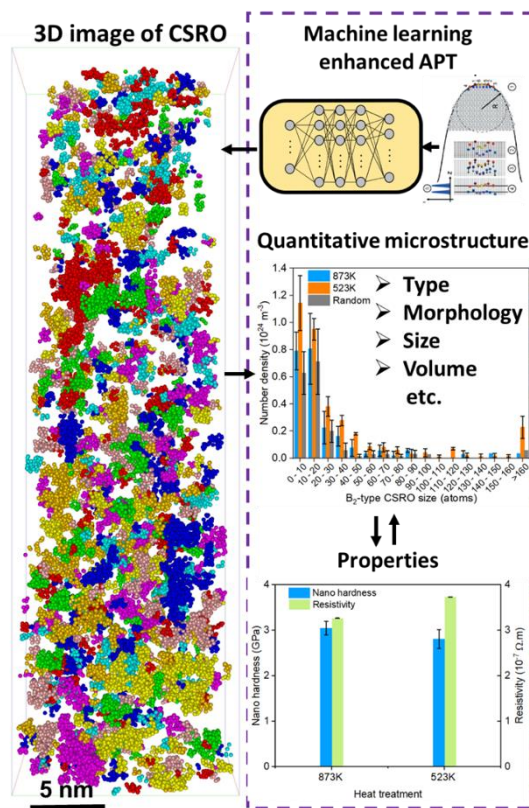 3D image of CSRO
5 nm
Machine learning
enhanced APT
Quantitative microstructure
873K
523K
Random
➤ Type
➤ Morphology
➤ Size
➤ Volume
etc.
Number density (10²⁴ m⁻³)
1.4
1.2
1.0
0.8
0.6
0.4
0.2
0.0
0 - 10
10 - 20
20 - 30
30 - 40
40 - 50
50 - 60
60 - 70
70 - 80
80 - 90
90 - 100
100 - 110
110 - 120
120 - 130
130 - 140
140 - 150
150 - 160
>160
B₂-type CSRO size (atoms)
Properties
Nano hardness
Resistivity
Nano hardness (GPa)
4
3
2
1
0
Resistivity (10⁻⁷ Ω.m)
4
3
2
1
0
873K
523K
Heat treatment